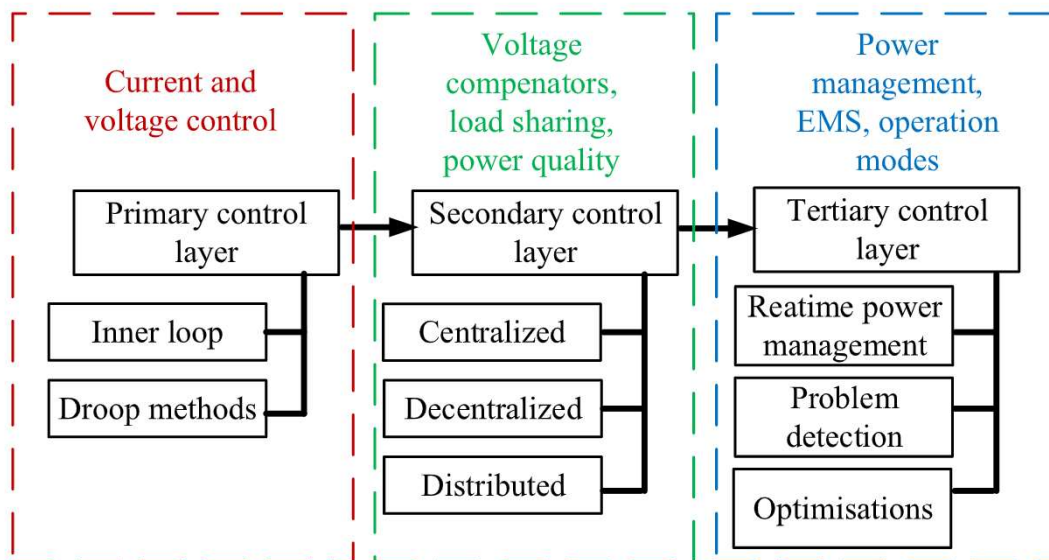 Current and
voltage control
Primary control
layer
Inner loop
Droop methods
Voltage
compenators,
load sharing,
power quality
Secondary control
layer
Centralized
Decentralized
Distributed
Power
management,
EMS, operation
modes
Tertiary control
layer
Reatime power
management
Problem
detection
Optimisations